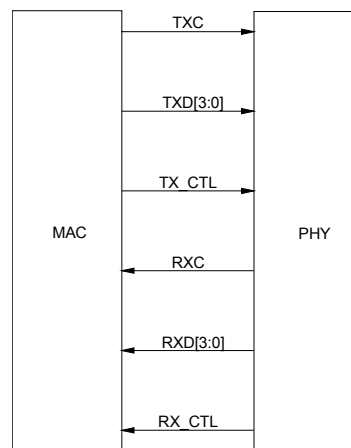 TXC
TXD[3:0]
TX_CTL
MAC
PHY
RXC
RXD[3:0]
RX_CTL